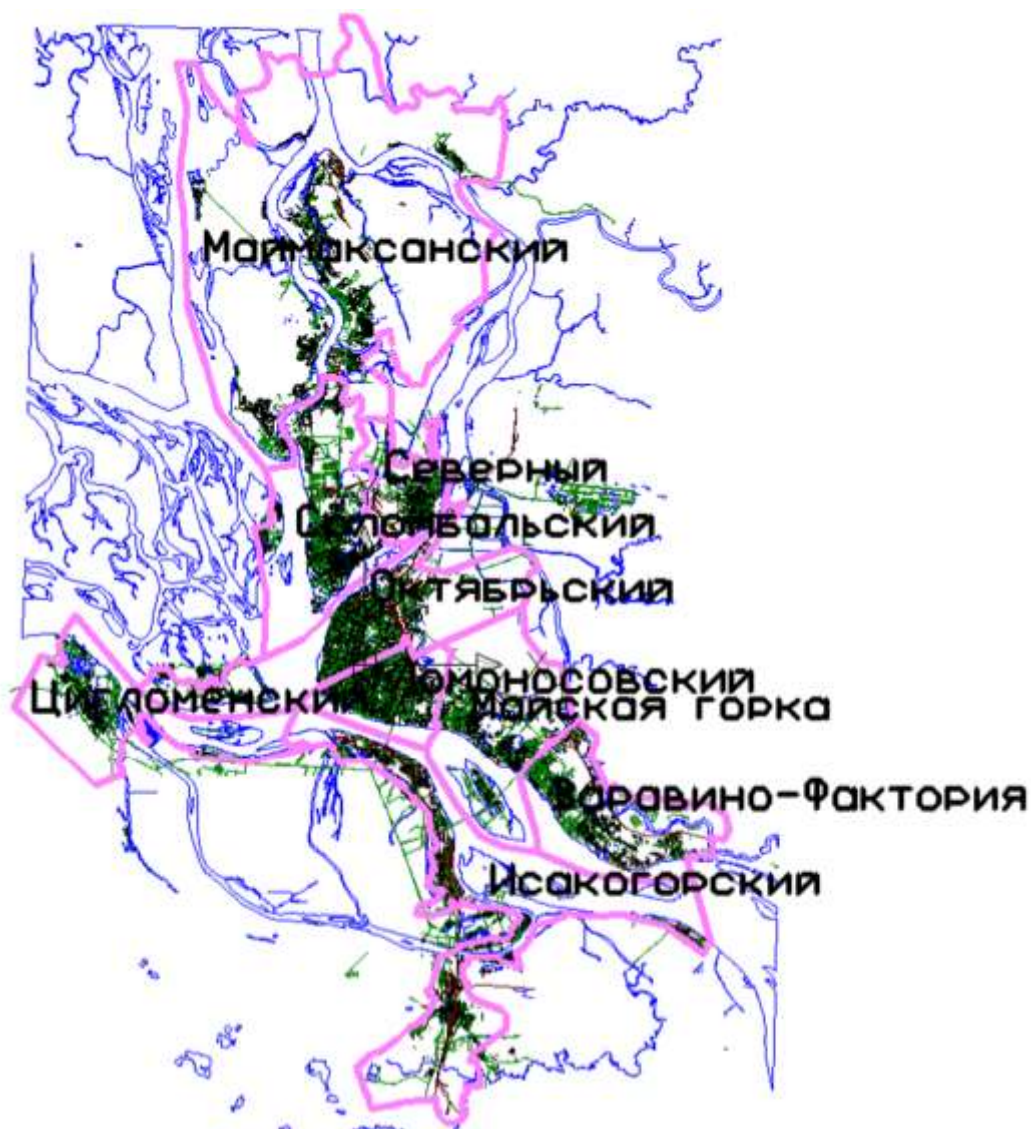 Маймаксанский
Северный
Соломбальский
Октябрьский
Ломоносовский
Цигломенский
Майская горка
Варавино-Фактория
Исакогорский